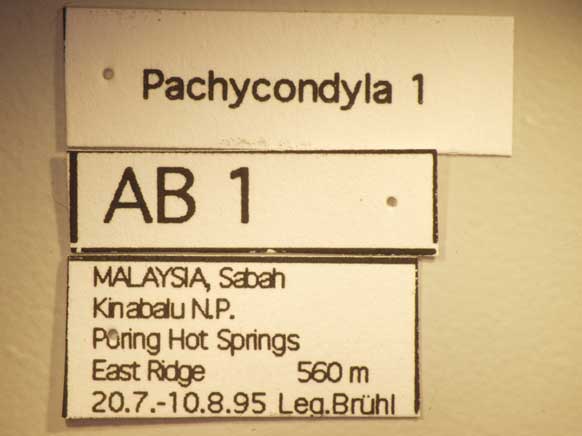 Pachycondyla 1
AB 1
MALAYSIA, Sabah
Kinabalu N.P.
Poring Hot Springs
East Ridge 560 m
20.7.-10.8.95 Leg.Brühl